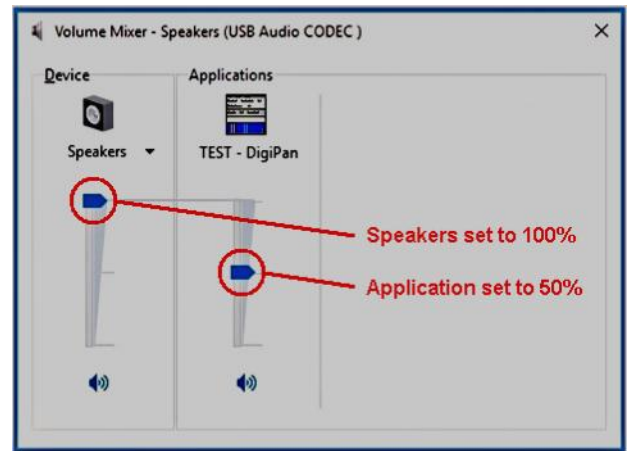 Volume Mixer - Speakers (USB Audio CODEC )
Device
Applications
Speakers
TEST - DigiPan
Speakers set to 100%
Application set to 50%